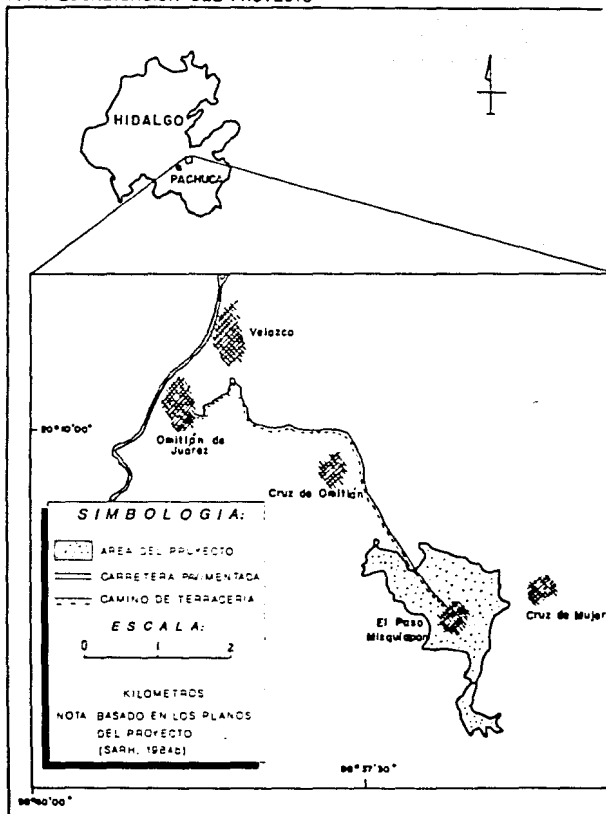 HIDALGO
PACHUCA
Velazco
Omitlán de
Juárez
20°10'00"
Cruz de Omitlán
SIMBOLOGIA:
AREA DEL PROYECTO
CARRETERA PAVIMENTADA
CAMINO DE TERRACERIA
ESCALA:
0 1 2
KILOMETROS
NOTA BASADO EN LOS PLANOS
DEL PROYECTO
(SARH, 1984b)
El Paso
Misquiapan
Cruz de Mujer
98°37'30"
98°40'00"